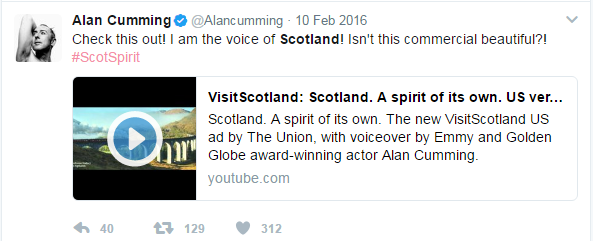 Alan Cumming @Alancumming · 10 Feb 2016
Check this out! I am the voice of Scotland! Isn't this commercial beautiful?!
#ScotSpirit
VisitScotland: Scotland. A spirit of its own. US ver...
Scotland. A spirit of its own. The new VisitScotland US
ad by The Union, with voiceover by Emmy and Golden
Globe award-winning actor Alan Cumming.
youtube.com
40 129 312